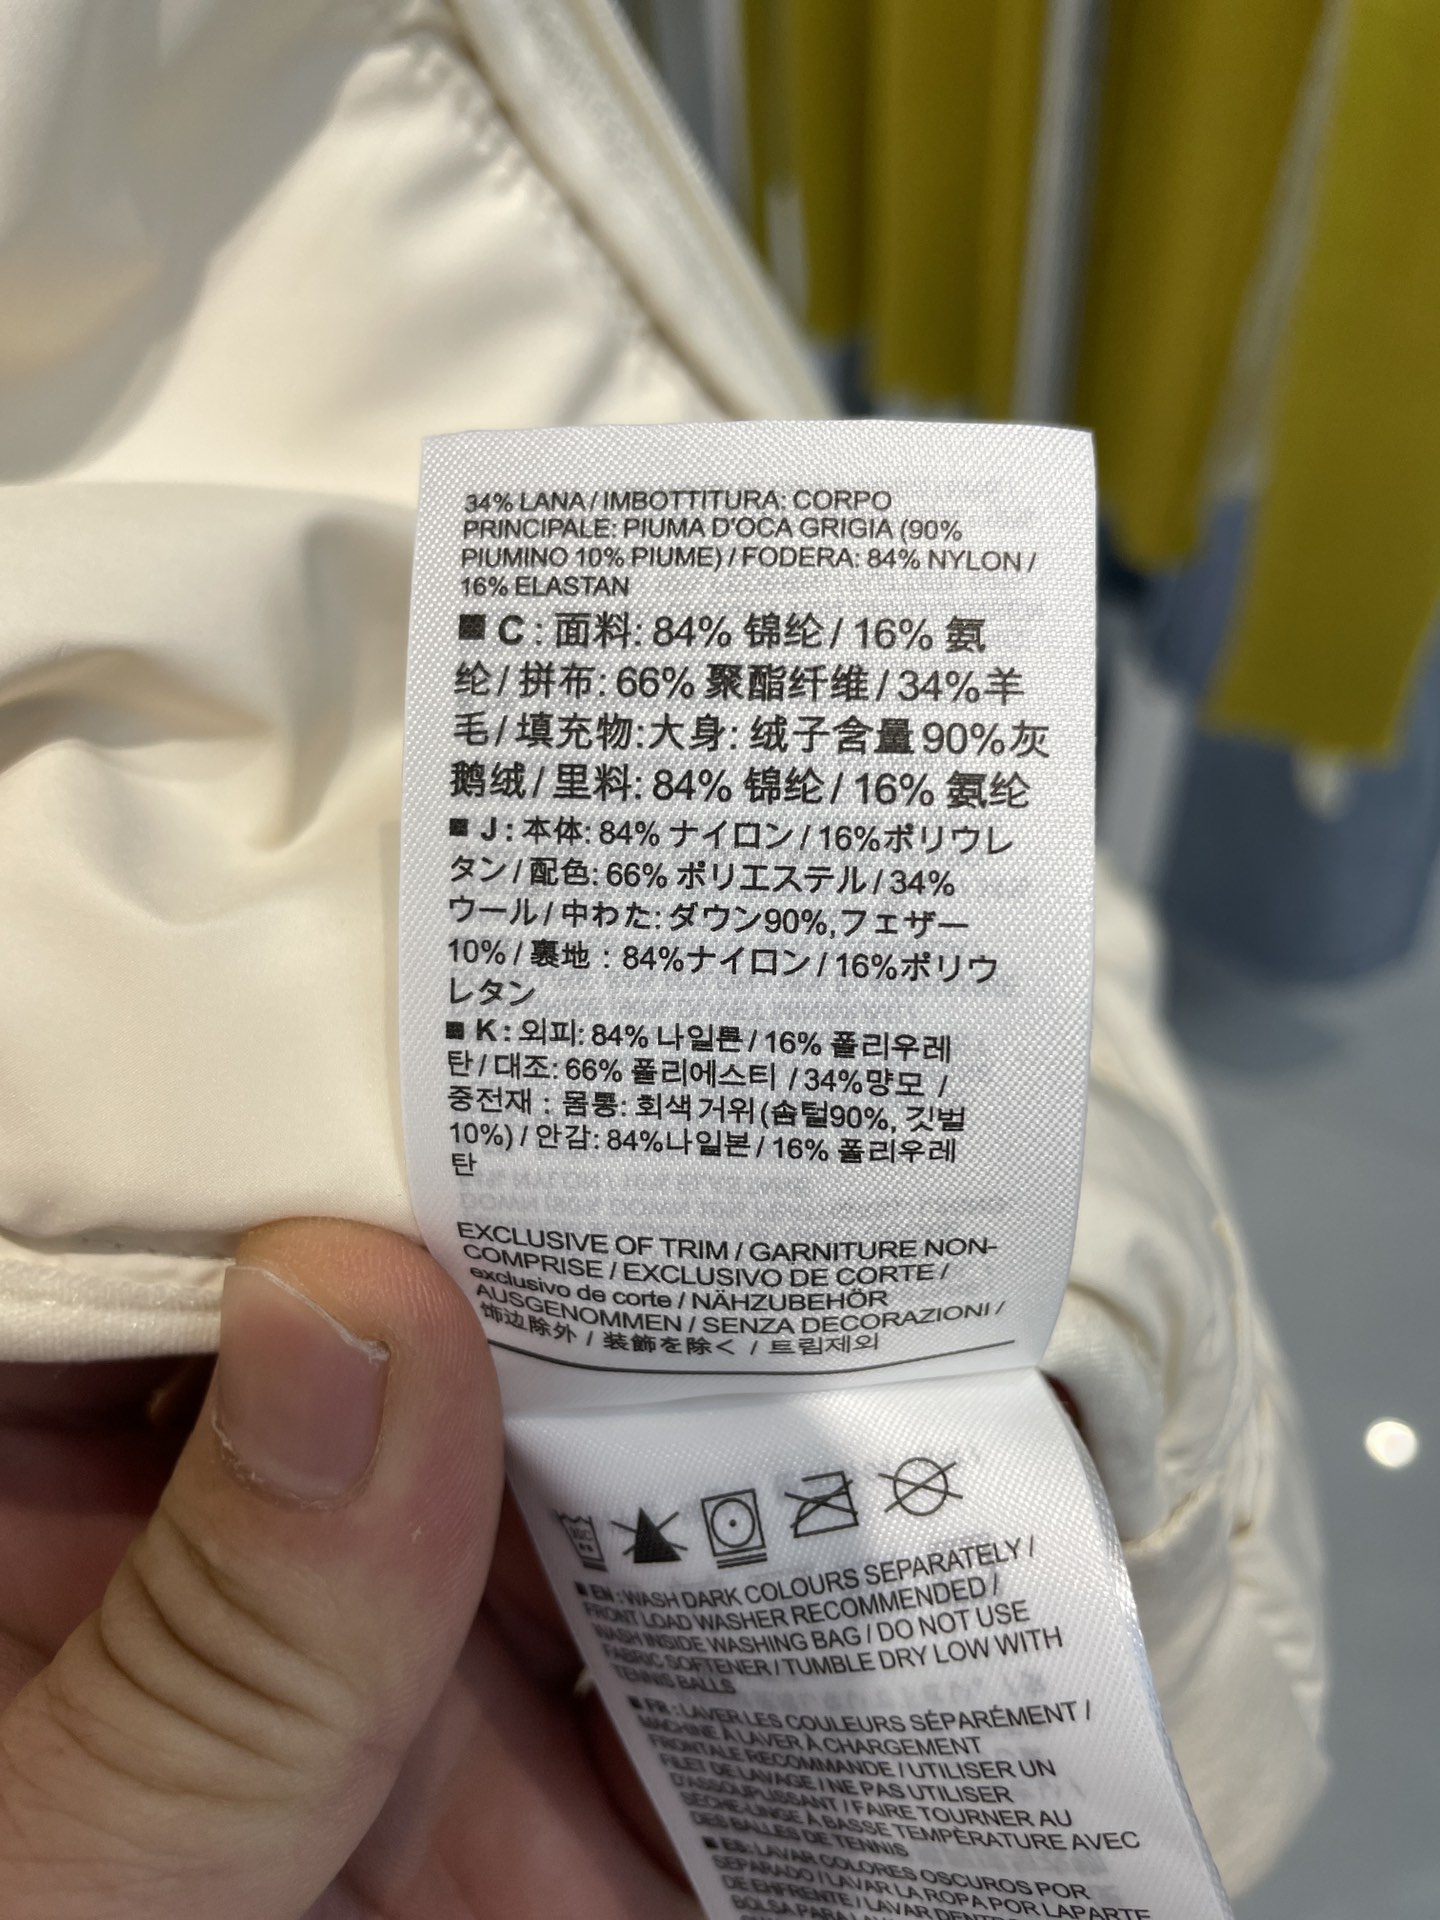 34% LANA / IMBOTTITURA: CORPO
PRINCIPALE: PIUMA D'OCA GRIGIA (90%
PIUMINO 10% PIUME) / FODERA: 84% NYLON /
16% ELASTAN
■ C : 面料: 84% 锦纶 / 16% 氨
纶 / 拼布: 66% 聚酯纤维 / 34%羊
毛 / 填充物:大身: 绒子含量90%灰
鹅绒 / 里料: 84% 锦纶 / 16% 氨纶
■ J : 本体: 84% ナイロン / 16%ポリウレ
タン / 配色: 66% ポリエステル / 34%
ウール / 中わた: ダウン90%,フェザー
10% / 裏地 : 84%ナイロン / 16%ポリウ
レタン
■ K : 외피: 84% 나일론 / 16% 폴리우레
탄 / 대조: 66% 폴리에스티 / 34%먕모 /
중전재 : 몸통: 회색거위(솜털90%, 깃벌
10%) / 안감: 84%나일본 / 16% 폴리우레
탄
EXCLUSIVE OF TRIM / GARNITURE NON-
COMPRISE / EXCLUSIVO DE CORTE /
exclusivo de corte / NÄHZUBEHÖR
AUSGENOMMEN / SENZA DECORAZIONI /
饰边除外 / 装飾を除く / 트림제외
■ EN : WASH DARK COLOURS SEPARATELY /
FRONT LOAD WASHER RECOMMENDED /
WASH INSIDE WASHING BAG / DO NOT USE
FABRIC SOFTENER / TUMBLE DRY LOW WITH
TENNIS BALLS
■ FR : LAVER LES COULEURS SÉPARÉMENT /
MACHINE À LAVER À CHARGEMENT
FRONTALE RECOMMANDE / UTILISER UN
FILET DE LAVAGE / NE PAS UTILISER
D'ASSOUPLISSANT / FAIRE TOURNER AU
SÈCHE-LINGE À BASSE TEMPÉRATURE AVEC
DES BALLES DE TENNIS
■ ES: LAVAR COLORES OSCUROS POR
SEPARADO / LAVAR LA ROPA POR LAPARTE
DE ENFRENTE / LAVAR DENTRO
BOLSA PARA